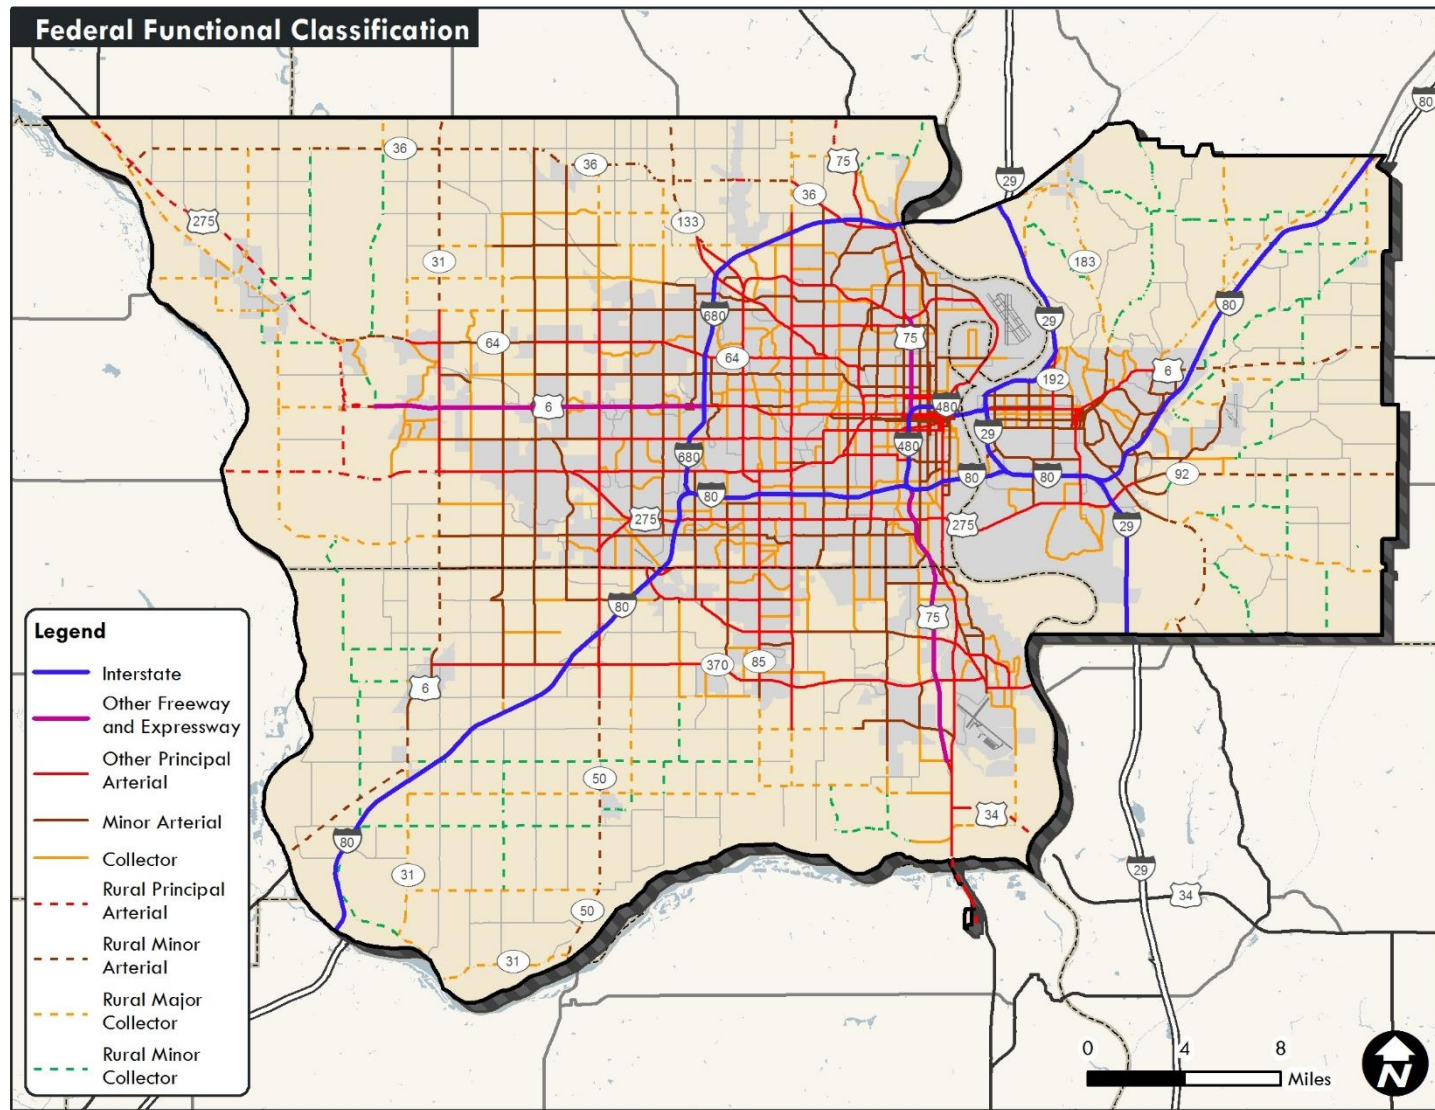 Federal Functional Classification
80
36
36
75
29
36
275
133
31
183
80
680
29
75
64
64
6
192
6
480
29
480
680
80
80
92
80
275
275
29
80
75
370
85
6
50
34
80
31
29
34
50
31
Legend
Interstate
Other Freeway
and Expressway
Other Principal
Arterial
Minor Arterial
Collector
Rural Principal
Arterial
Rural Minor
Arterial
Rural Major
Collector
Rural Minor
Collector
0 4 8
Miles
N